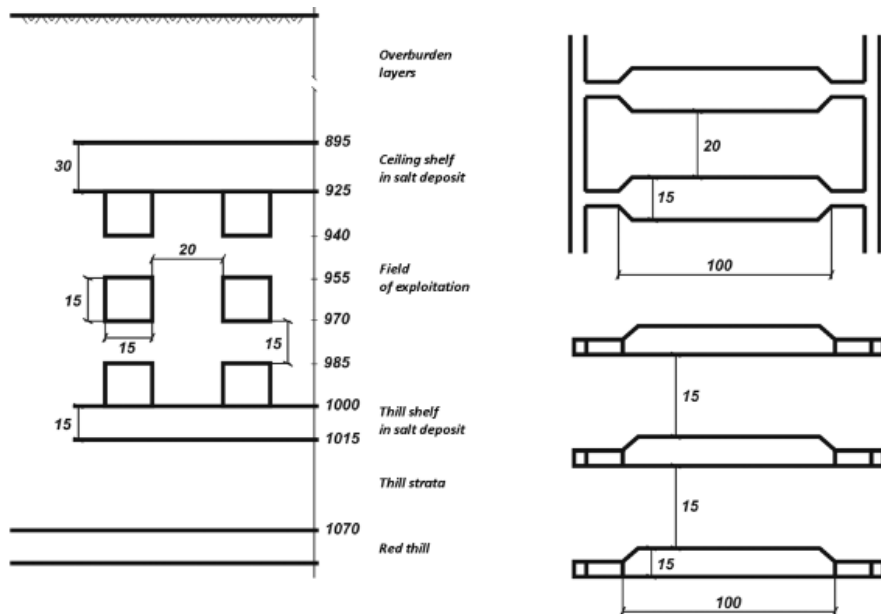 Overburden
layers
895
30
Ceiling shelf
in salt deposit
925
940
20
955
Field
of exploitation
15
970
15
15
985
1000
Thill shelf
in salt deposit
15
1015
Thill strata
1070
Red thill
20
15
100
15
15
15
100